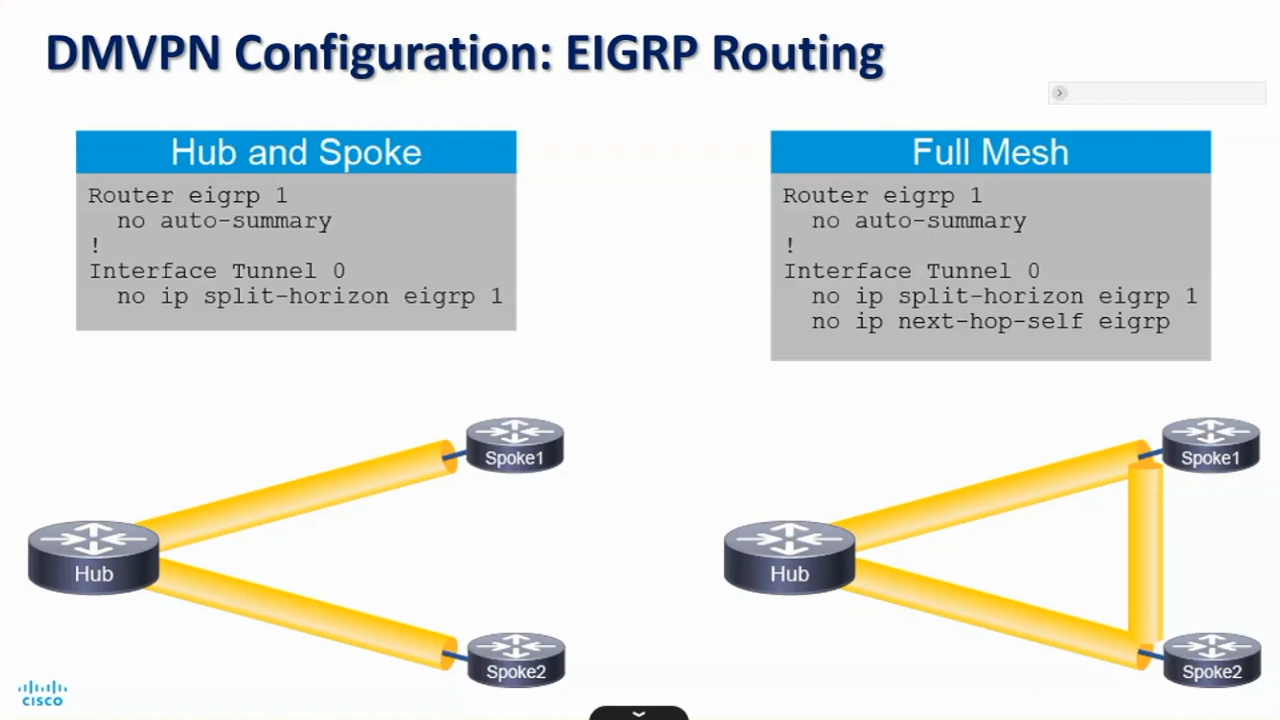 DMVPN Configuration: EIGRP Routing
Hub and Spoke
Router eigrp 1
no auto-summary
!
Interface Tunnel 0
no ip split-horizon eigrp 1
Full Mesh
Router eigrp 1
no auto-summary
!
Interface Tunnel 0
no ip split-horizon eigrp 1
no ip next-hop-self eigrp
Spoke1
Hub
Spoke2
Spoke1
Hub
Spoke2
CISCO